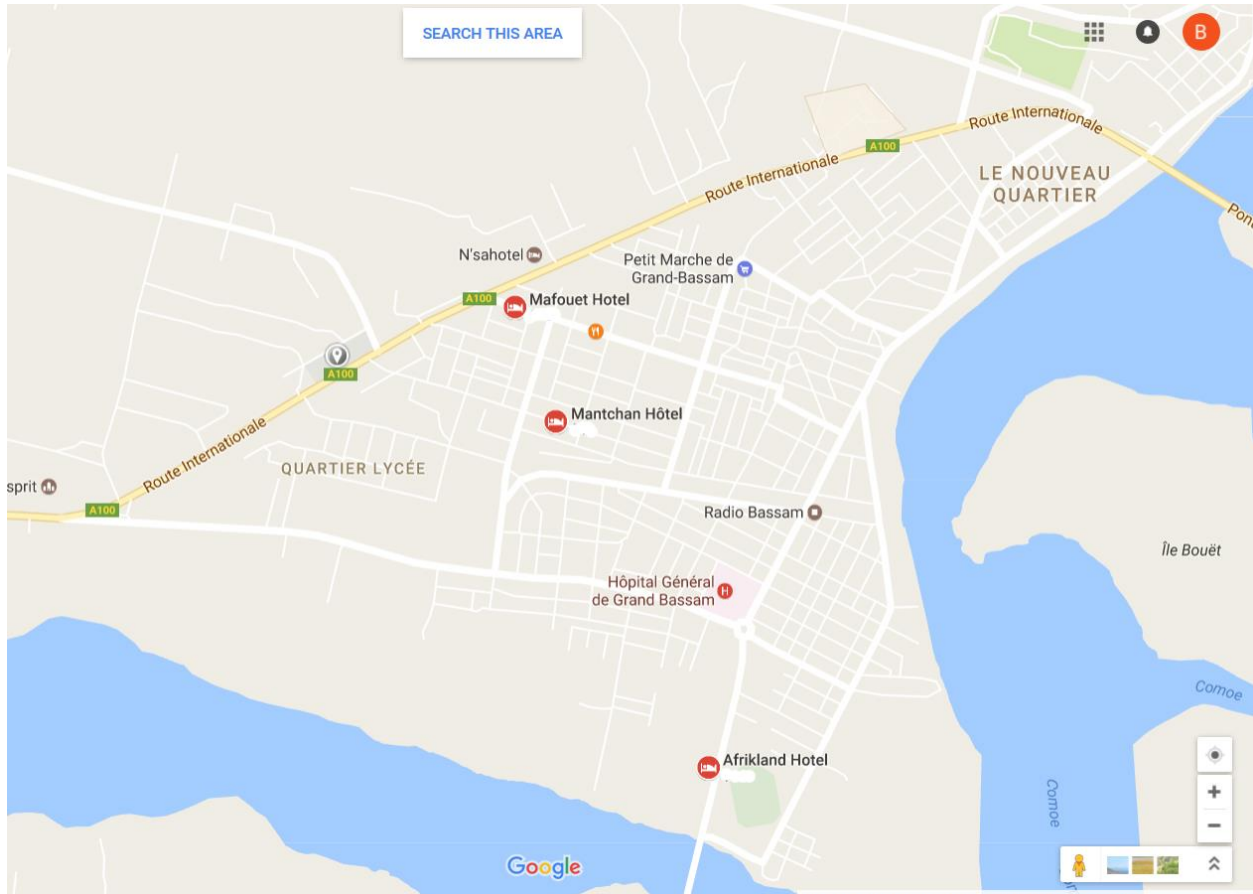 SEARCH THIS AREA
B
Route Internationale
A100
LE NOUVEAU
QUARTIER
Route Internationale
N'sahotel
Petit Marche de
Grand-Bassam
A100
Mafouet Hotel
A100
Mantchan Hôtel
Route Internationale
QUARTIER LYCÉE
sprit
A100
Radio Bassam
Île Bouët
Hôpital Général
de Grand Bassam
H
Comoe
Afrikland Hotel
Comoe
Google